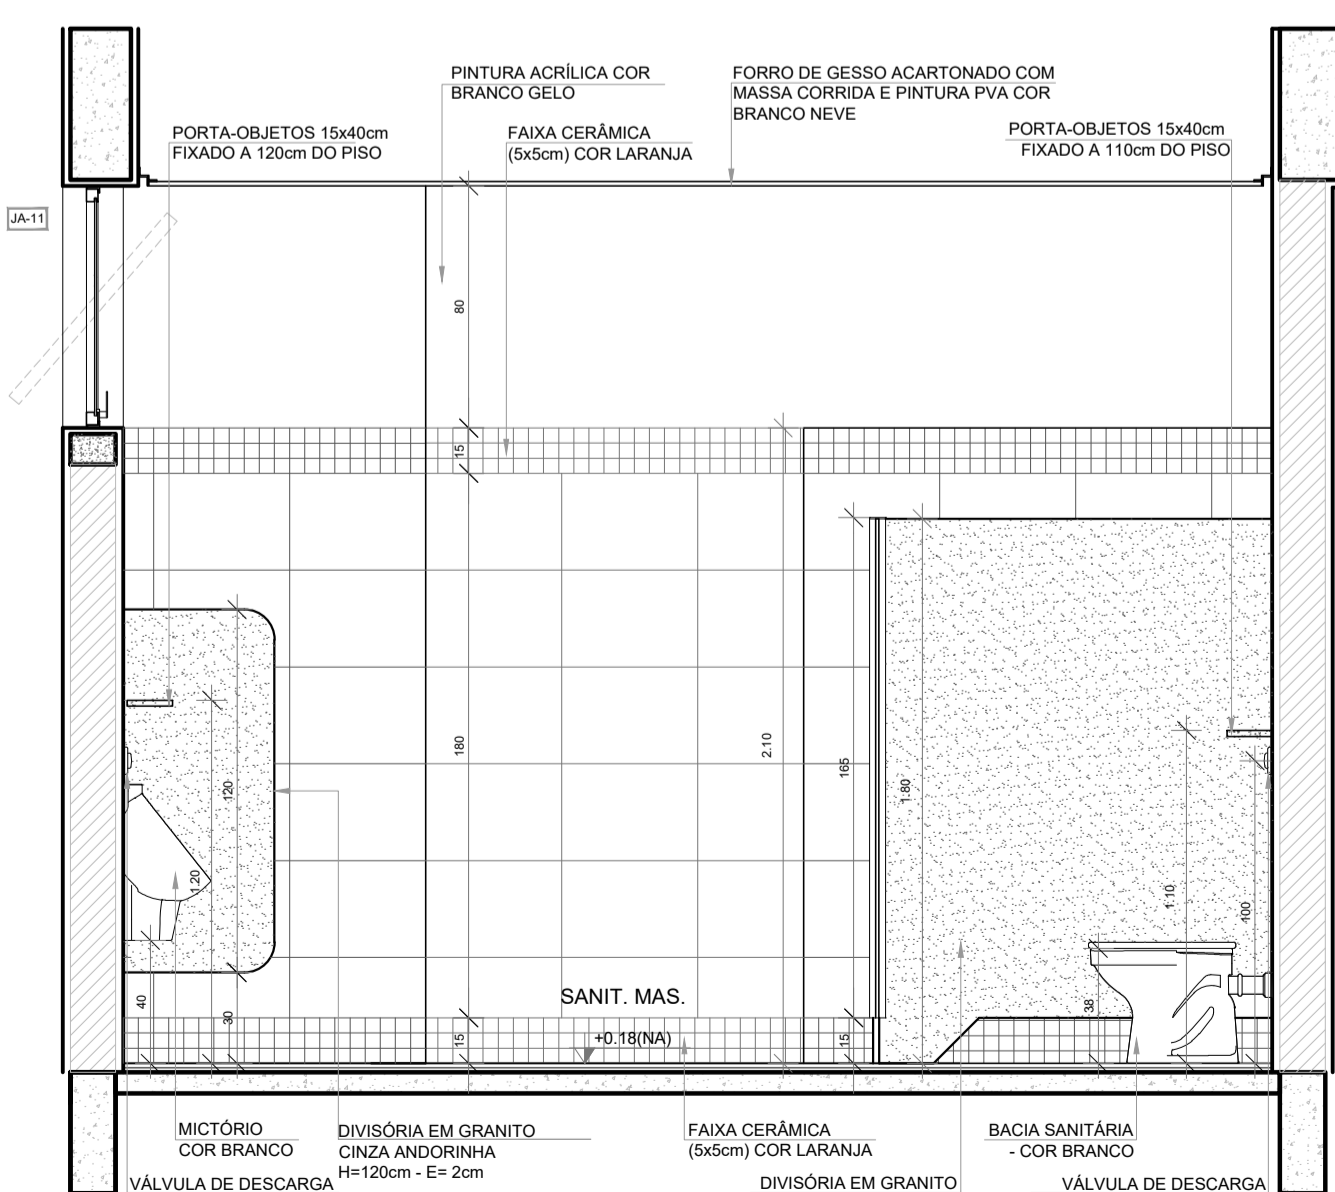 PINTURA ACRÍLICA COR
BRANCO GELO
FORRO DE GESSO ACARTONADO COM
MASSA CORRIDA E PINTURA PVA COR
BRANCO NEVE
PORTA-OBJETOS 15x40cm
FIXADO A 120cm DO PISO
FAIXA CERÂMICA
(5x5cm) COR LARANJA
PORTA-OBJETOS 15x40cm
FIXADO A 110cm DO PISO
JA-11
80
15
180
2.10
165
1.80
120
1.20
1.10
100
40
30
38
SANIT. MAS.
+0.18(NA)
15
15
MICTÓRIO
COR BRANCO
DIVISÓRIA EM GRANITO
CINZA ANDORINHA
H=120cm - E= 2cm
FAIXA CERÂMICA
(5x5cm) COR LARANJA
BACIA SANITÁRIA
- COR BRANCO
VÁLVULA DE DESCARGA
DIVISÓRIA EM GRANITO
VÁLVULA DE DESCARGA